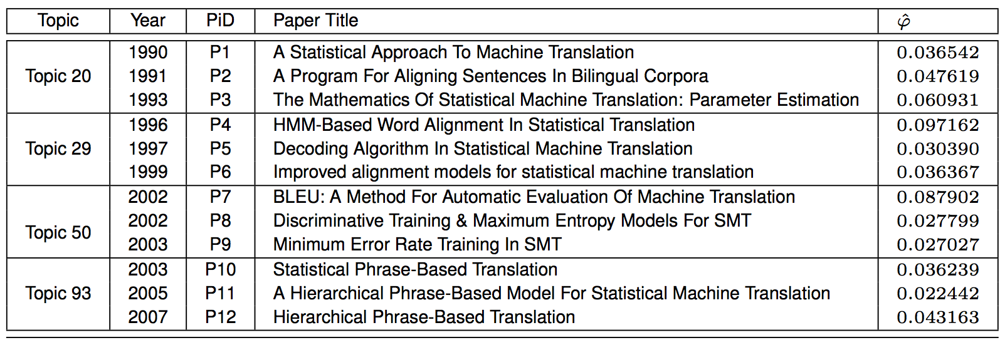 Topic Year PiD Paper Title φ̂
1990 P1 A Statistical Approach To Machine Translation 0.036542
Topic 20 1991 P2 A Program For Aligning Sentences In Bilingual Corpora 0.047619
1993 P3 The Mathematics Of Statistical Machine Translation: Parameter Estimation 0.060931
1996 P4 HMM-Based Word Alignment In Statistical Translation 0.097162
Topic 29 1997 P5 Decoding Algorithm In Statistical Machine Translation 0.030390
1999 P6 Improved alignment models for statistical machine translation 0.036367
2002 P7 BLEU: A Method For Automatic Evaluation Of Machine Translation 0.087902
Topic 50 2002 P8 Discriminative Training & Maximum Entropy Models For SMT 0.027799
2003 P9 Minimum Error Rate Training In SMT 0.027027
2003 P10 Statistical Phrase-Based Translation 0.036239
Topic 93 2005 P11 A Hierarchical Phrase-Based Model For Statistical Machine Translation 0.022442
2007 P12 Hierarchical Phrase-Based Translation 0.043163